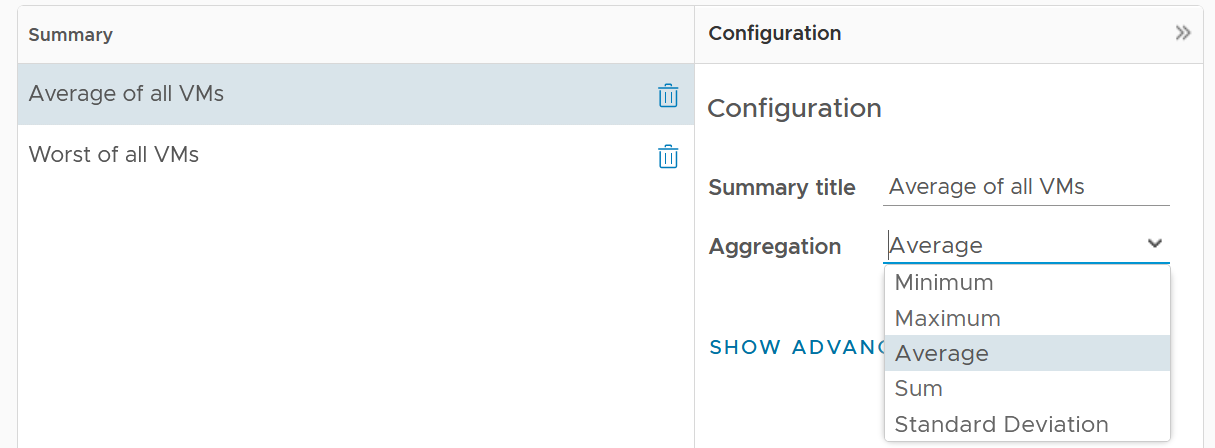 Summary
Average of all VMs
Worst of all VMs
Configuration
Configuration
Summary title Average of all VMs
Aggregation Average
Minimum
Maximum
SHOW
Average
Sum
Standard Deviation